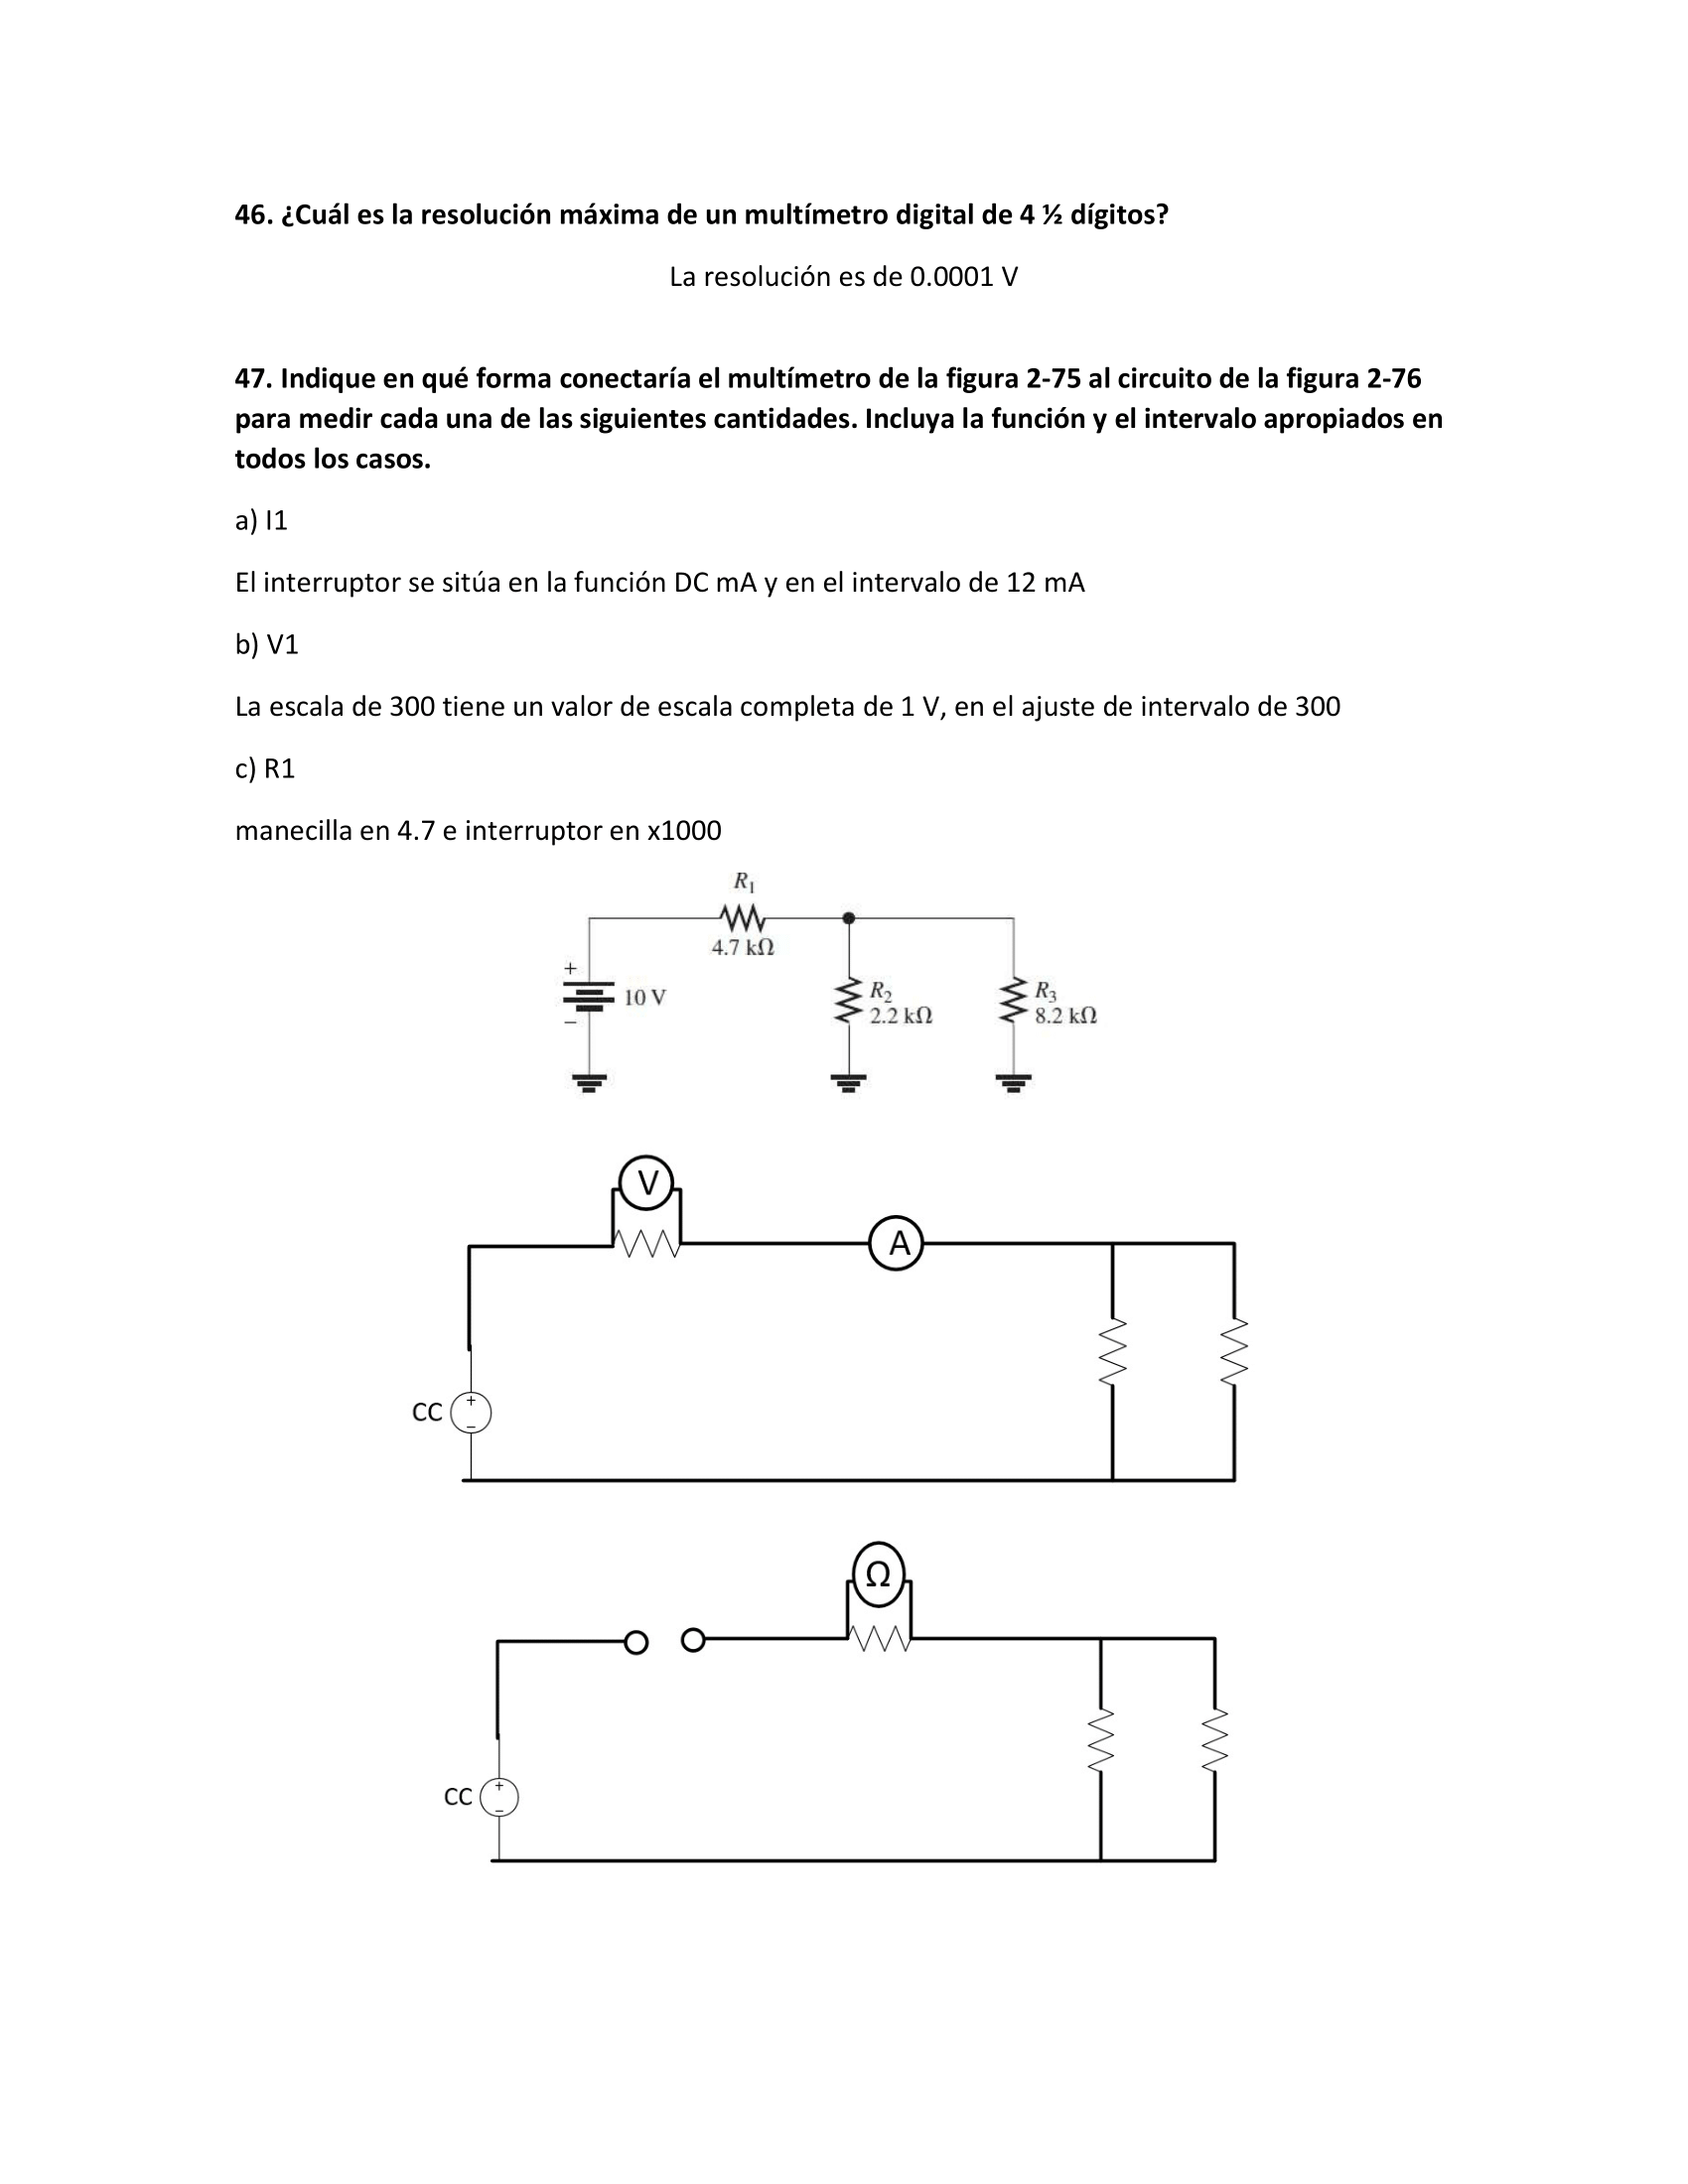 46. ¿Cuál es la resolución máxima de un multímetro digital de 4 ½ dígitos?
La resolución es de 0.0001 V
47. Indique en qué forma conectaría el multímetro de la figura 2-75 al circuito de la figura 2-76
para medir cada una de las siguientes cantidades. Incluya la función y el intervalo apropiados en
todos los casos.
a) I1
El interruptor se sitúa en la función DC mA y en el intervalo de 12 mA
b) V1
La escala de 300 tiene un valor de escala completa de 1 V, en el ajuste de intervalo de 300
c) R1
manecilla en 4.7 e interruptor en x1000
R1
4.7 kΩ
+
10 V
–
R2
2.2 kΩ
R3
8.2 kΩ
V
A
CC
+
–
Ω
CC
+
–